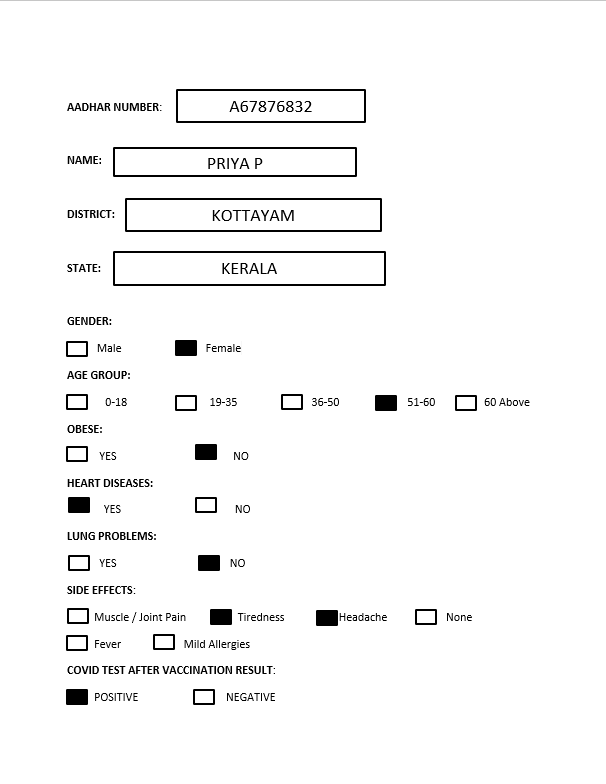 AADHAR NUMBER: A67876832
NAME: PRIYA P
DISTRICT: KOTTAYAM
STATE: KERALA
GENDER:
Male Female
AGE GROUP:
0-18 19-35 36-50 51-60 60 Above
OBESE:
YES NO
HEART DISEASES:
YES NO
LUNG PROBLEMS:
YES NO
SIDE EFFECTS:
Muscle / Joint Pain Tiredness Headache None
Fever Mild Allergies
COVID TEST AFTER VACCINATION RESULT:
POSITIVE NEGATIVE